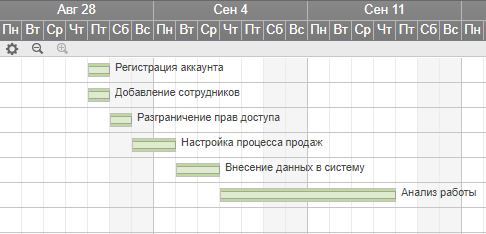 Авг 28 Сен 4 Сен 11
Пн Вт Ср Чт Пт Сб Вс Пн Вт Ср Чт Пт Сб Вс Пн Вт Ср Чт Пт Сб Вс Пн
Регистрация аккаунта
Добавление сотрудников
Разграничение прав доступа
Настройка процесса продаж
Внесение данных в систему
Анализ работы